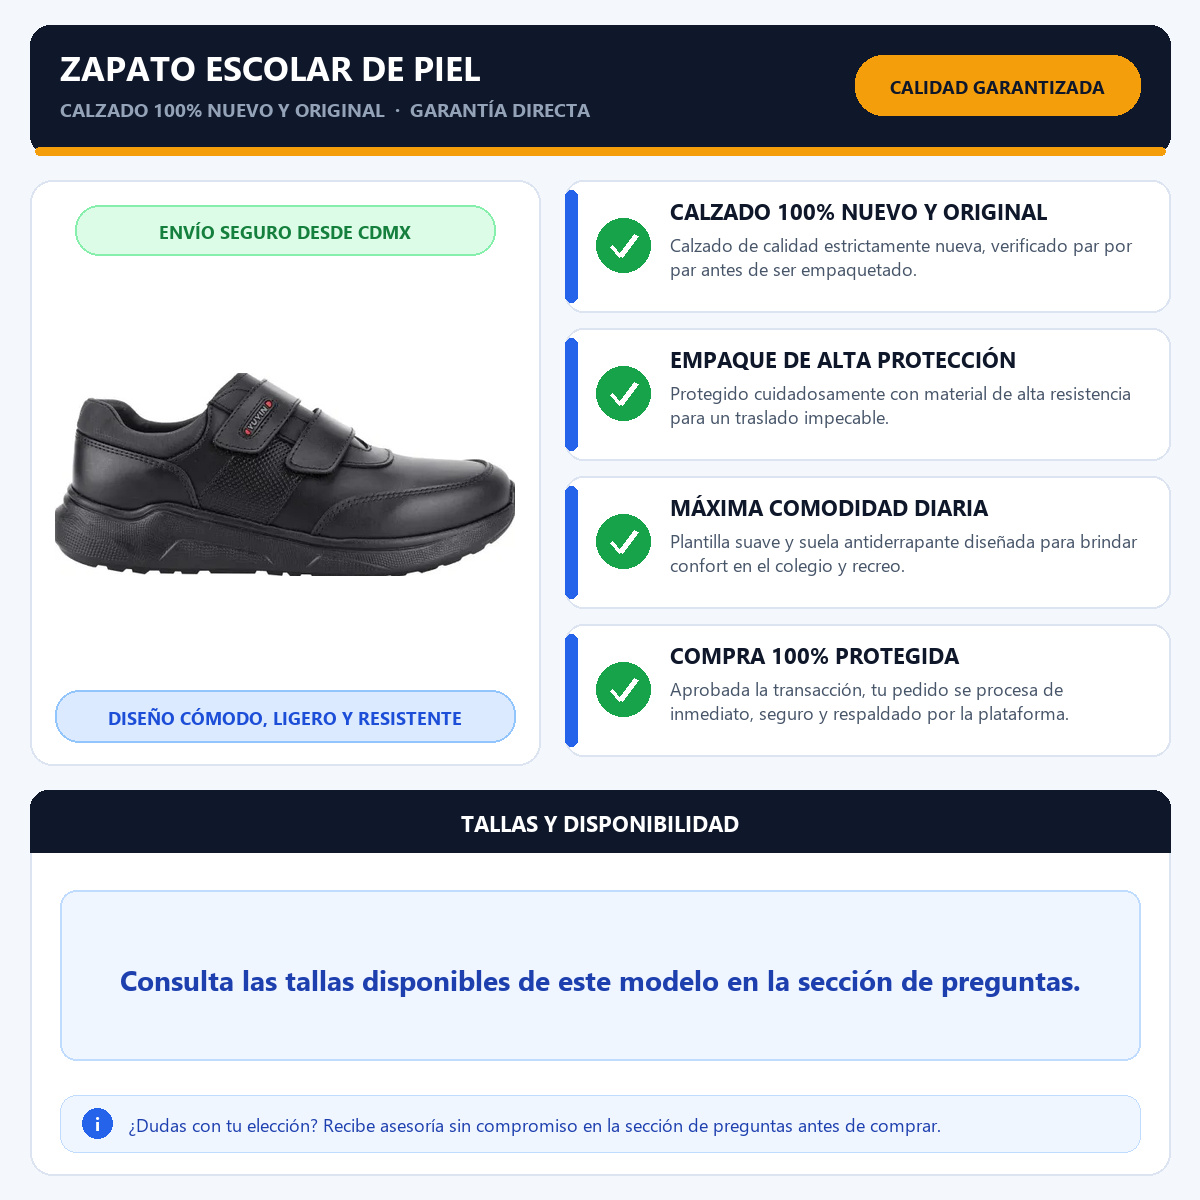 ZAPATO ESCOLAR DE PIEL
CALZADO 100% NUEVO Y ORIGINAL · GARANTÍA DIRECTA
CALIDAD GARANTIZADA
ENVÍO SEGURO DESDE CDMX
YUYIN
DISEÑO CÓMODO, LIGERO Y RESISTENTE
CALZADO 100% NUEVO Y ORIGINAL
Calzado de calidad estrictamente nueva, verificado par por
par antes de ser empaquetado.
EMPAQUE DE ALTA PROTECCIÓN
Protegido cuidadosamente con material de alta resistencia
para un traslado impecable.
MÁXIMA COMODIDAD DIARIA
Plantilla suave y suela antiderrapante diseñada para brindar
confort en el colegio y recreo.
COMPRA 100% PROTEGIDA
Aprobada la transacción, tu pedido se procesa de
inmediato, seguro y respaldado por la plataforma.
TALLAS Y DISPONIBILIDAD
Consulta las tallas disponibles de este modelo en la sección de preguntas.
i
¿Dudas con tu elección? Recibe asesoría sin compromiso en la sección de preguntas antes de comprar.